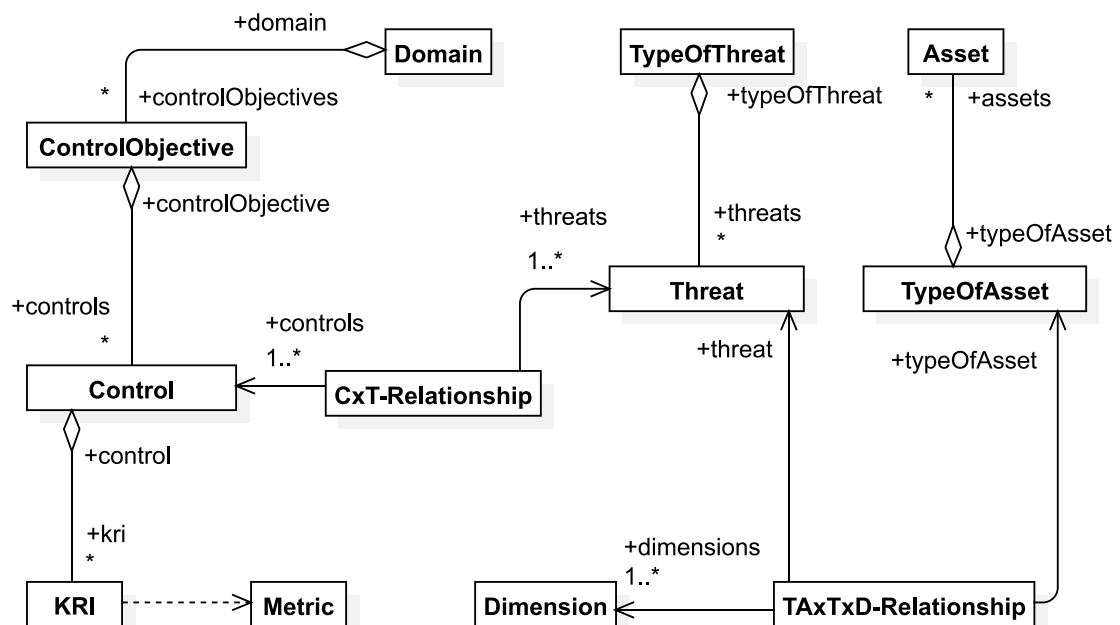 +domain
Domain
TypeOfThreat
Asset
*
+controlObjectives
+typeOfThreat
*
+assets
ControlObjective
+controlObjective
+threats
1..*
+threats
*
+typeOfAsset
Threat
TypeOfAsset
+controls
*
+controls
1..*
+threat
+typeOfAsset
Control
CxT-Relationship
+control
+kri
*
+dimensions
1..*
KRI
Metric
Dimension
TAxTxD-Relationship